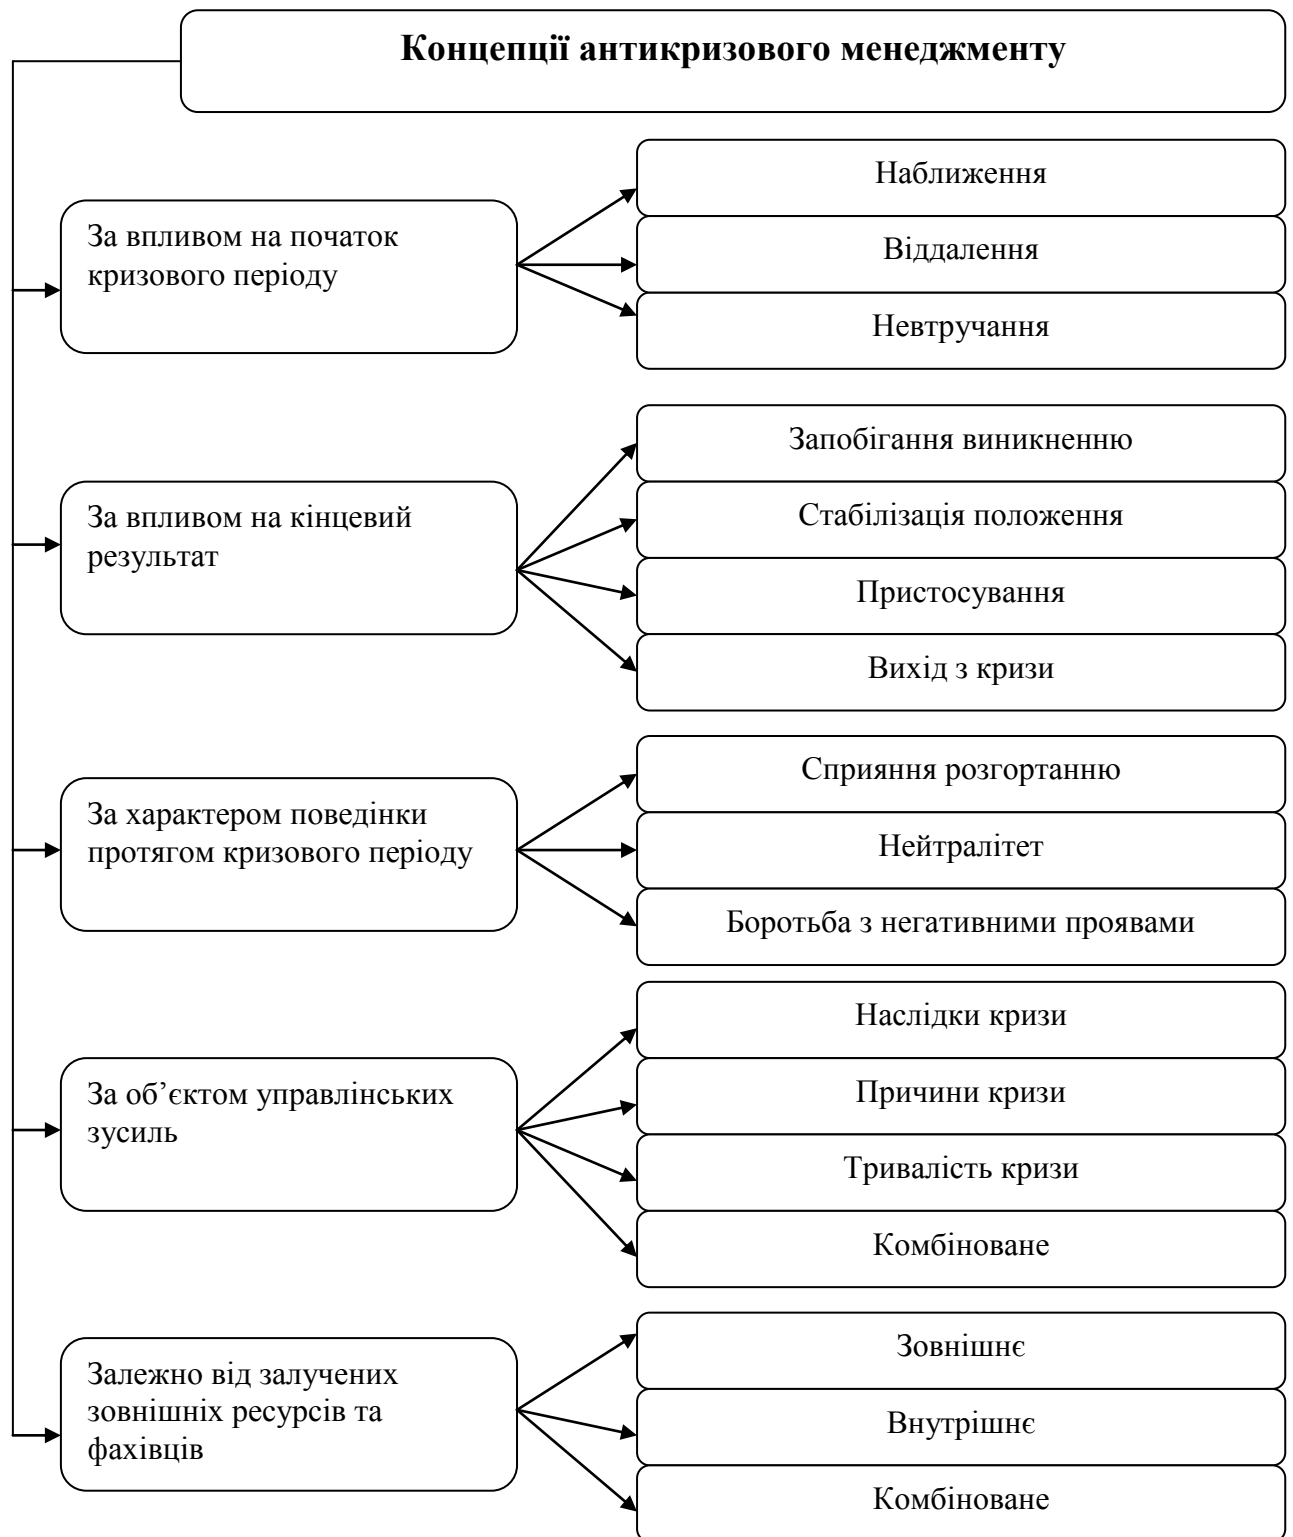 Концепції антикризового менеджменту
За впливом на початок
кризового періоду
Наближення
Віддалення
Невтручання
За впливом на кінцевий
результат
Запобігання виникненню
Стабілізація положення
Пристосування
Вихід з кризи
За характером поведінки
протягом кризового періоду
Сприяння розгортанню
Нейтралітет
Боротьба з негативними проявами
За об’єктом управлінських
зусиль
Наслідки кризи
Причини кризи
Тривалість кризи
Комбіноване
Залежно від залучених
зовнішніх ресурсів та
фахівців
Зовнішнє
Внутрішнє
Комбіноване